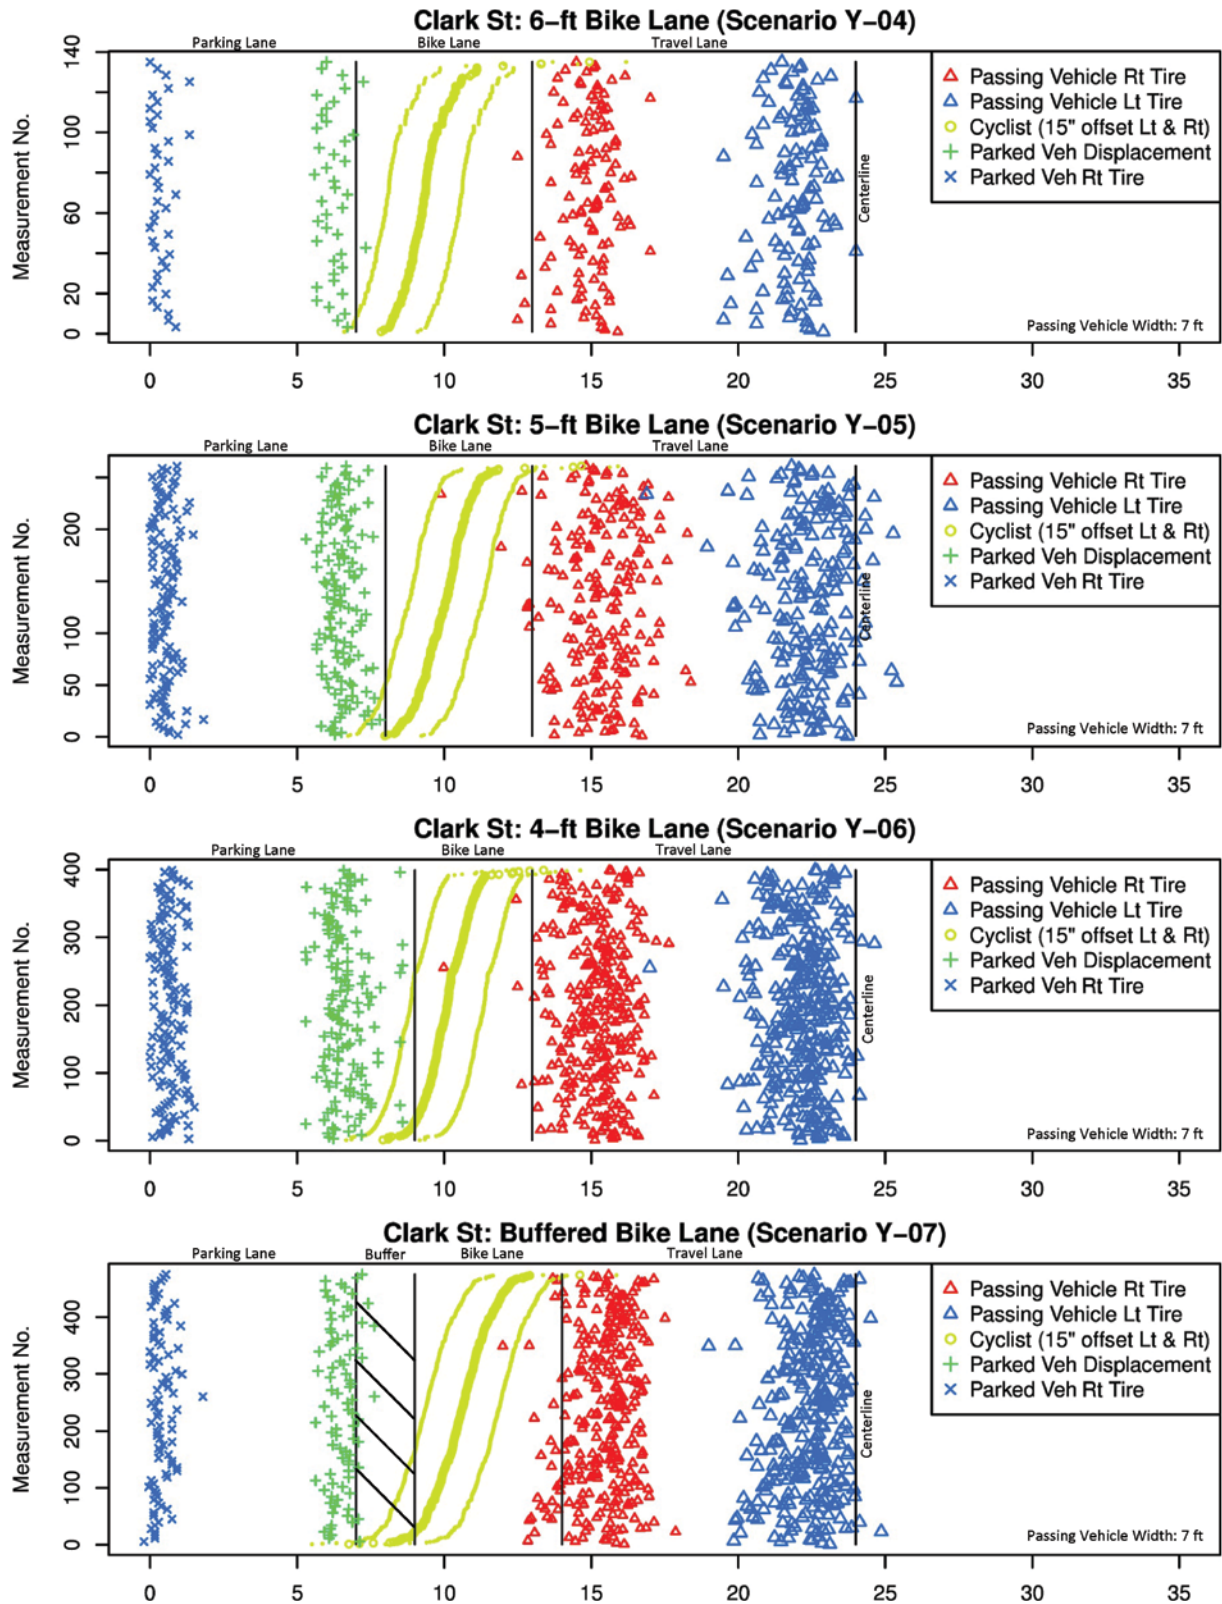 Clark St: 6-ft Bike Lane (Scenario Y-04)
Parking Lane Bike Lane Travel Lane
Measurement No.
140
100
60
20
0
Centerline
Passing Vehicle Rt Tire
Passing Vehicle Lt Tire
Cyclist (15" offset Lt & Rt)
Parked Veh Displacement
Parked Veh Rt Tire
Passing Vehicle Width: 7 ft
0 5 10 15 20 25 30 35
Clark St: 5-ft Bike Lane (Scenario Y-05)
Parking Lane Bike Lane Travel Lane
Measurement No.
200
100
50
0
Centerline
Passing Vehicle Rt Tire
Passing Vehicle Lt Tire
Cyclist (15" offset Lt & Rt)
Parked Veh Displacement
Parked Veh Rt Tire
Passing Vehicle Width: 7 ft
0 5 10 15 20 25 30 35
Clark St: 4-ft Bike Lane (Scenario Y-06)
Parking Lane Bike Lane Travel Lane
Measurement No.
400
300
200
100
0
Centerline
Passing Vehicle Rt Tire
Passing Vehicle Lt Tire
Cyclist (15" offset Lt & Rt)
Parked Veh Displacement
Parked Veh Rt Tire
Passing Vehicle Width: 7 ft
0 5 10 15 20 25 30 35
Clark St: Buffered Bike Lane (Scenario Y-07)
Parking Lane Buffer Bike Lane Travel Lane
Measurement No.
400
300
200
100
0
Centerline
Passing Vehicle Rt Tire
Passing Vehicle Lt Tire
Cyclist (15" offset Lt & Rt)
Parked Veh Displacement
Parked Veh Rt Tire
Passing Vehicle Width: 7 ft
0 5 10 15 20 25 30 35